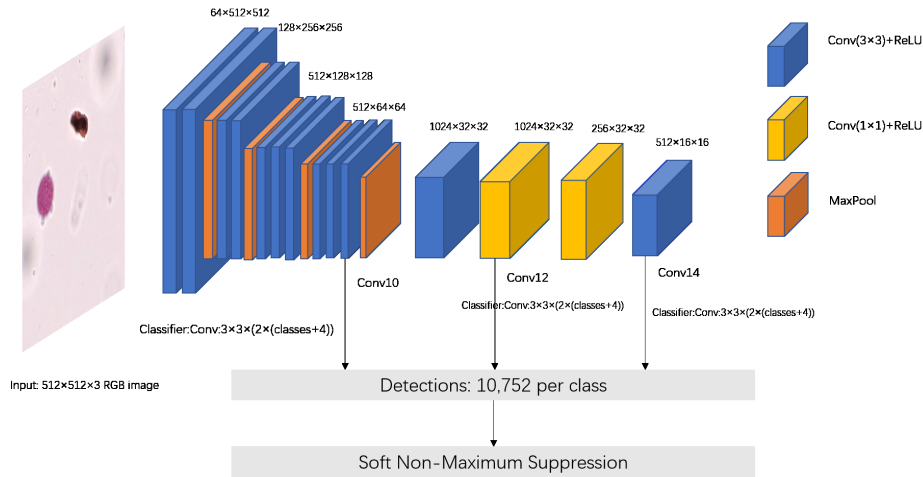 64×512×512
128×256×256
512×128×128
512×64×64
1024×32×32
1024×32×32
256×32×32
512×16×16
Conv(3×3)+ReLU
Conv(1×1)+ReLU
MaxPool
Conv10
Conv12
Conv14
Classifier:Conv:3×3×(2×(classes+4))
Classifier:Conv:3×3×(2×(classes+4))
Classifier:Conv:3×3×(2×(classes+4))
Input: 512×512×3 RGB image
Detections: 10,752 per class
Soft Non-Maximum Suppression